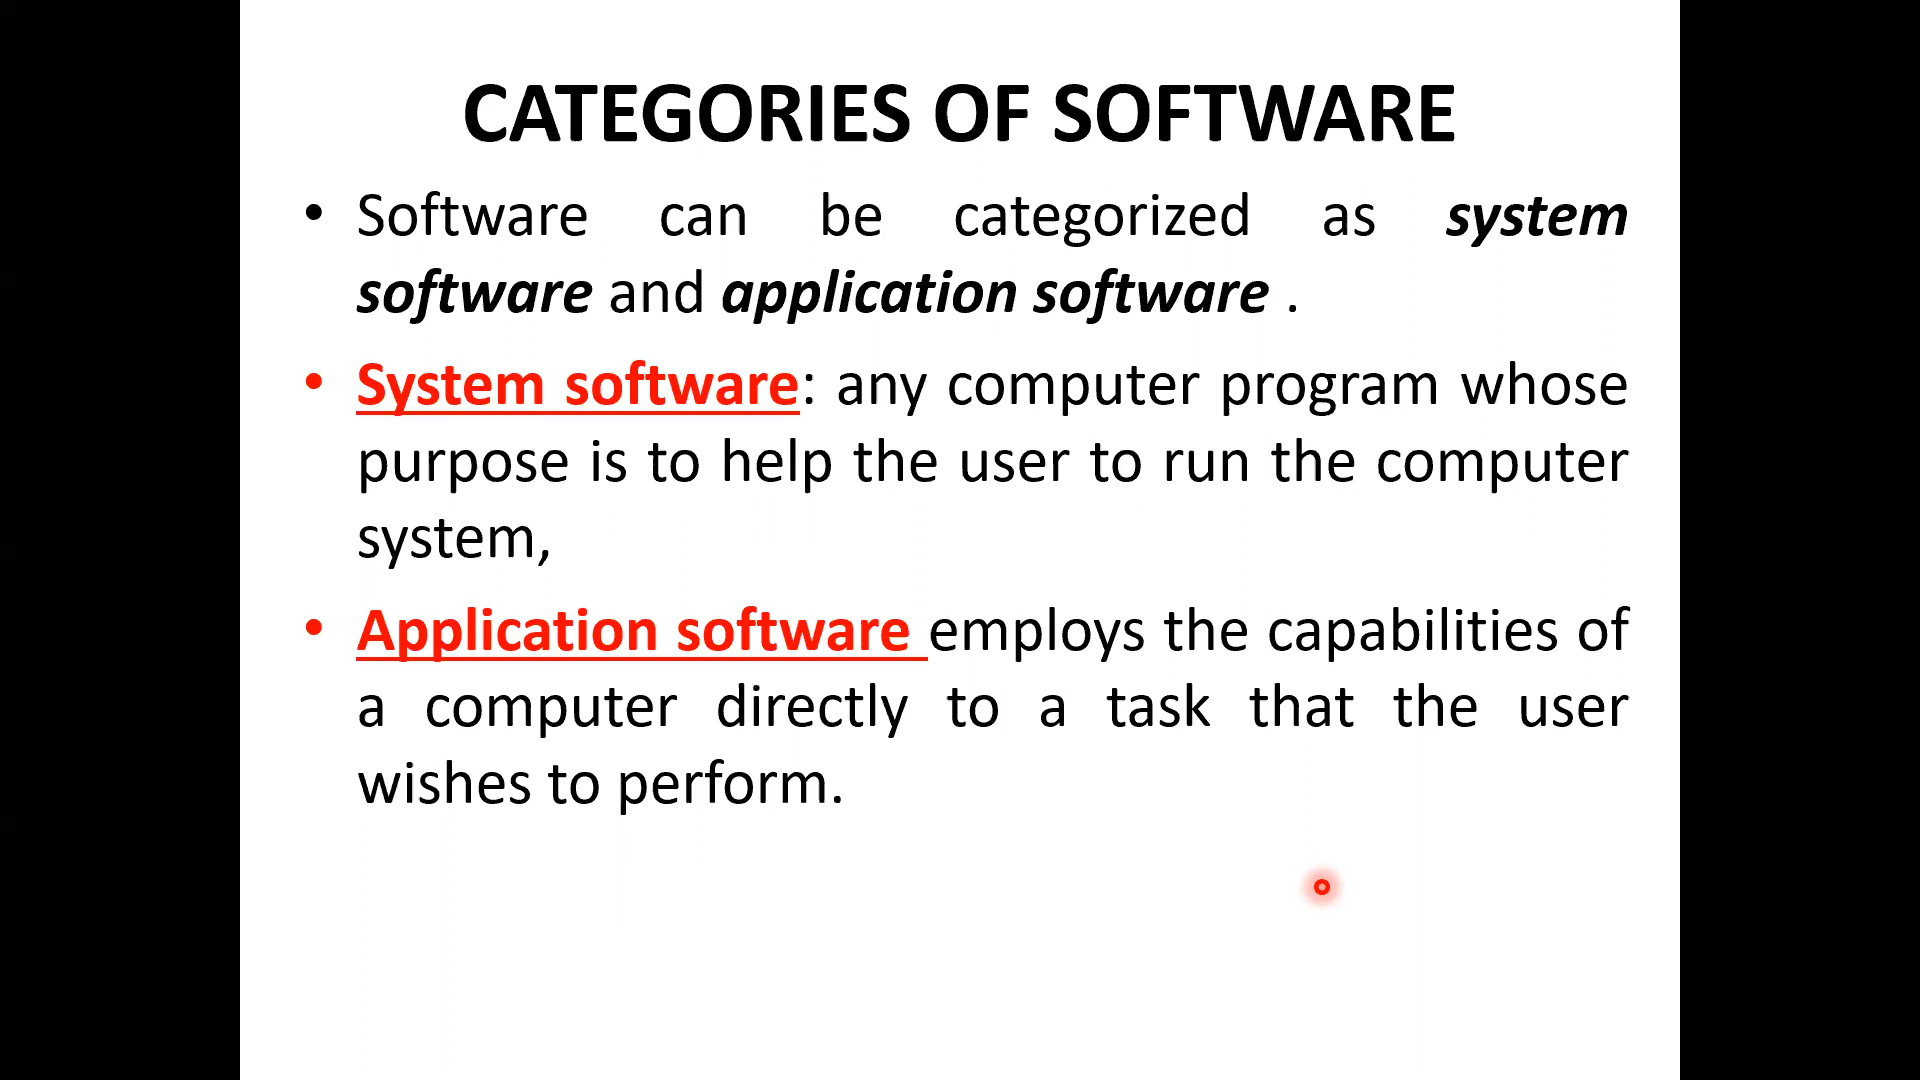 CATEGORIES OF SOFTWARE
• Software can be categorized as system
software and application software .
• System software: any computer program whose
purpose is to help the user to run the computer
system,
• Application software employs the capabilities of
a computer directly to a task that the user
wishes to perform.